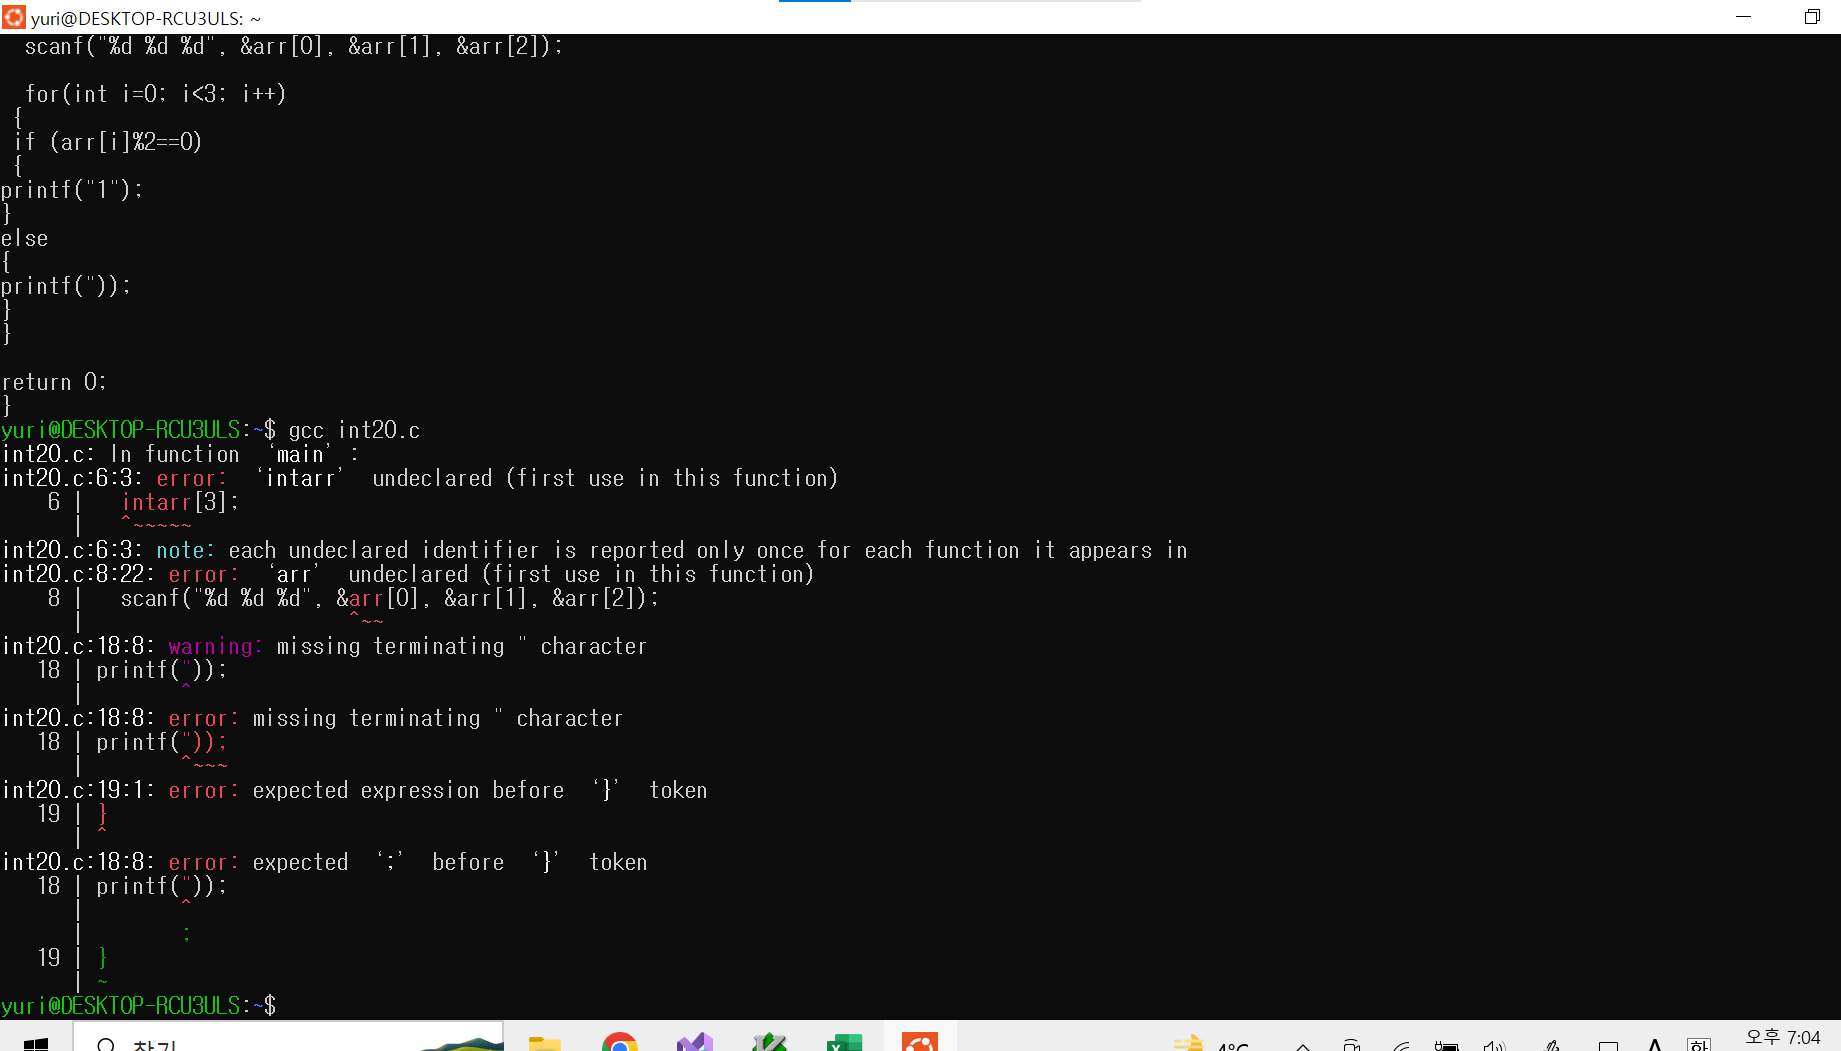 yuri@DESKTOP-RCU3ULS: ~
scanf("%d %d %d", &arr[0], &arr[1], &arr[2]);
for(int i=0; i<3; i++)
{
if (arr[i]%2==0)
{
printf("1");
}
else
{
printf("));
}
}
return 0;
}
yuri@DESKTOP-RCU3ULS:~$ gcc int20.c
int20.c: In function ‘main’:
int20.c:6:3: error: ‘intarr’ undeclared (first use in this function)
6 | intarr[3];
| ^~~~~~
int20.c:6:3: note: each undeclared identifier is reported only once for each function it appears in
int20.c:8:22: error: ‘arr’ undeclared (first use in this function)
8 | scanf("%d %d %d", &arr[0], &arr[1], &arr[2]);
| ^~~
int20.c:18:8: warning: missing terminating " character
18 | printf("));
| ^
int20.c:18:8: error: missing terminating " character
18 | printf("));
| ^~~~
int20.c:19:1: error: expected expression before ‘}’ token
19 | }
| ^
int20.c:18:8: error: expected ‘;’ before ‘}’ token
18 | printf("));
| ^
| ;
19 | }
| ~
yuri@DESKTOP-RCU3ULS:~$
찾기
4°C
A
한
오후 7:04